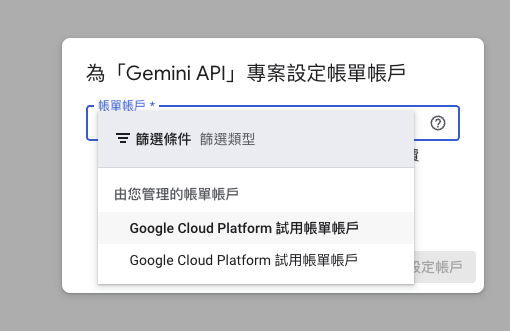 為「Gemini API」專案設定帳單帳戶
帳單帳戶 *
篩選條件 篩選類型
由您管理的帳單帳戶
Google Cloud Platform 試用帳單帳戶
Google Cloud Platform 試用帳單帳戶
設定帳戶